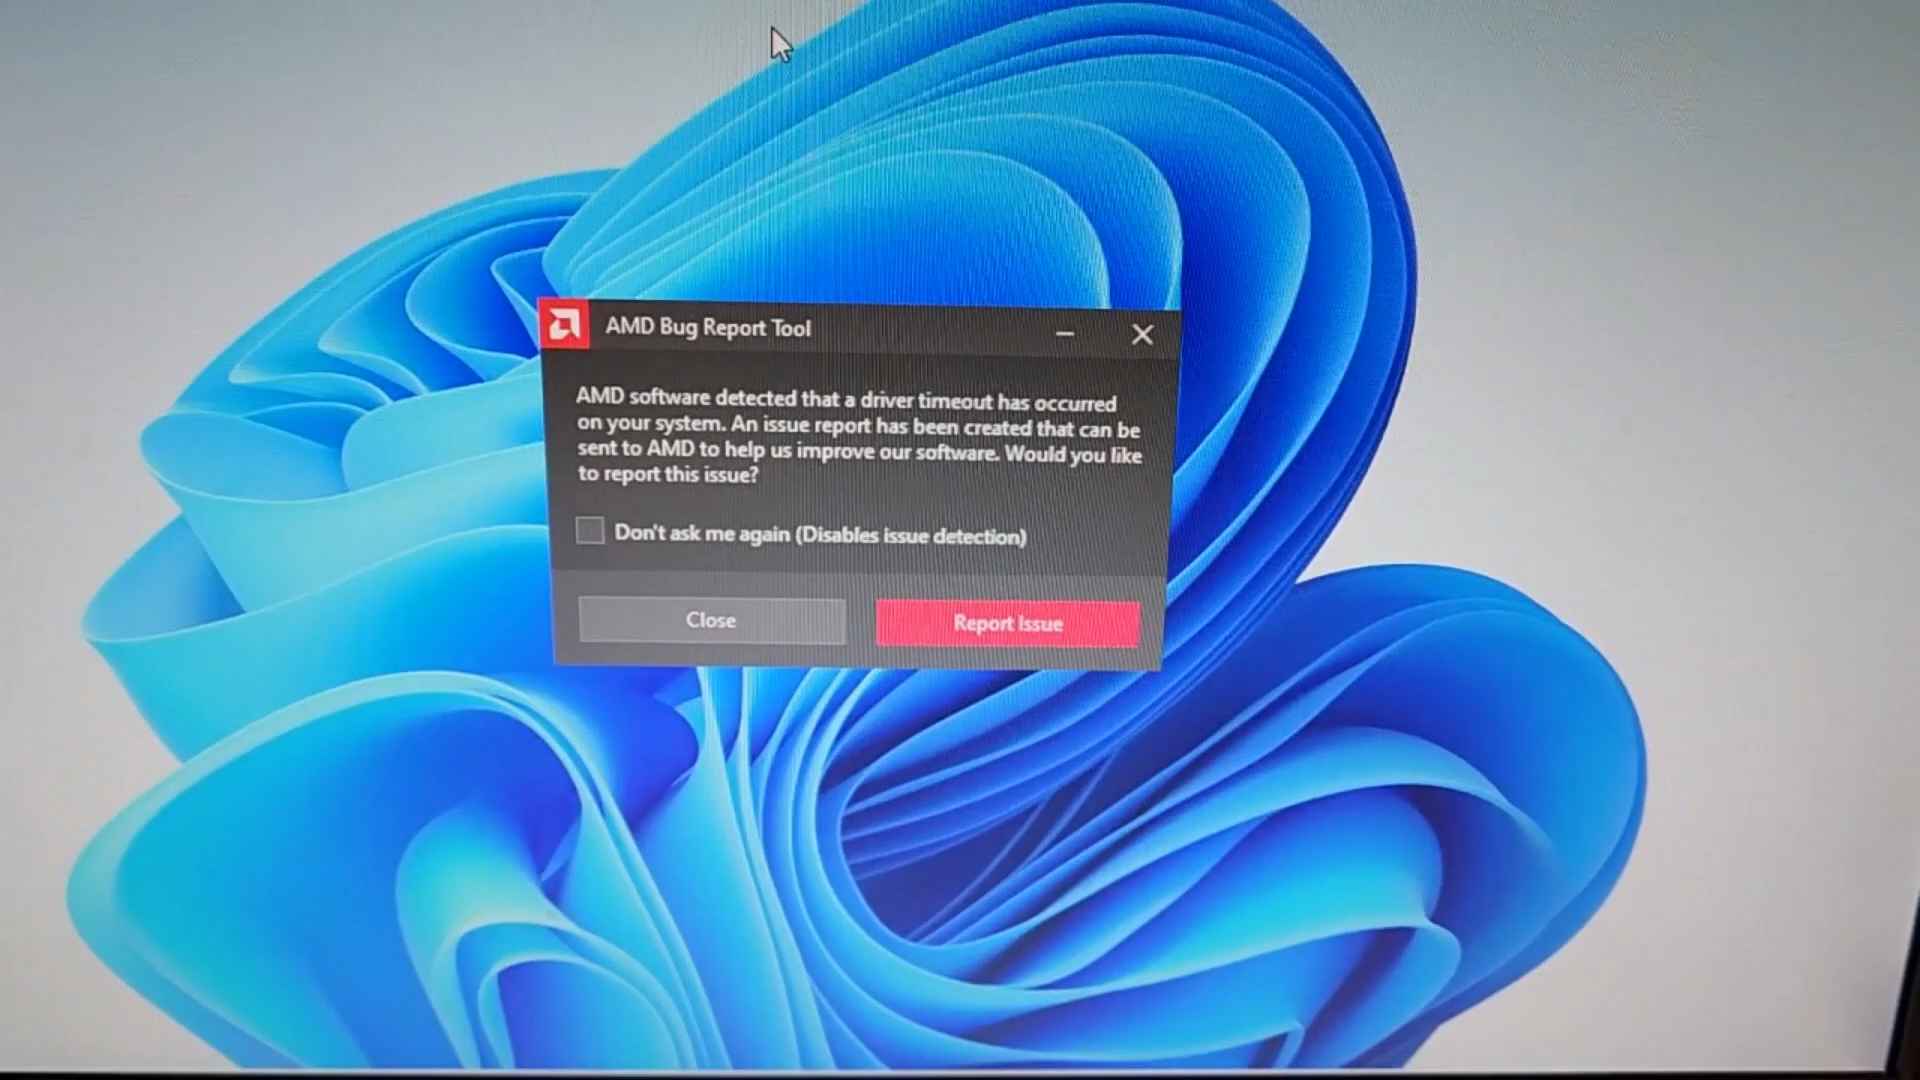 AMD Bug Report Tool
AMD software detected that a driver timeout has occurred
on your system. An issue report has been created that can be
sent to AMD to help us improve our software. Would you like
to report this issue?
Don't ask me again (Disables issue detection)
Close
Report Issue